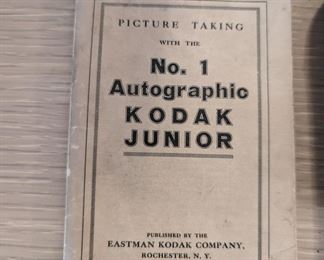 PICTURE TAKING
WITH THE
No. 1
Autographic
KODAK
JUNIOR
PUBLISHED BY THE
EASTMAN KODAK COMPANY,
ROCHESTER, N. Y.